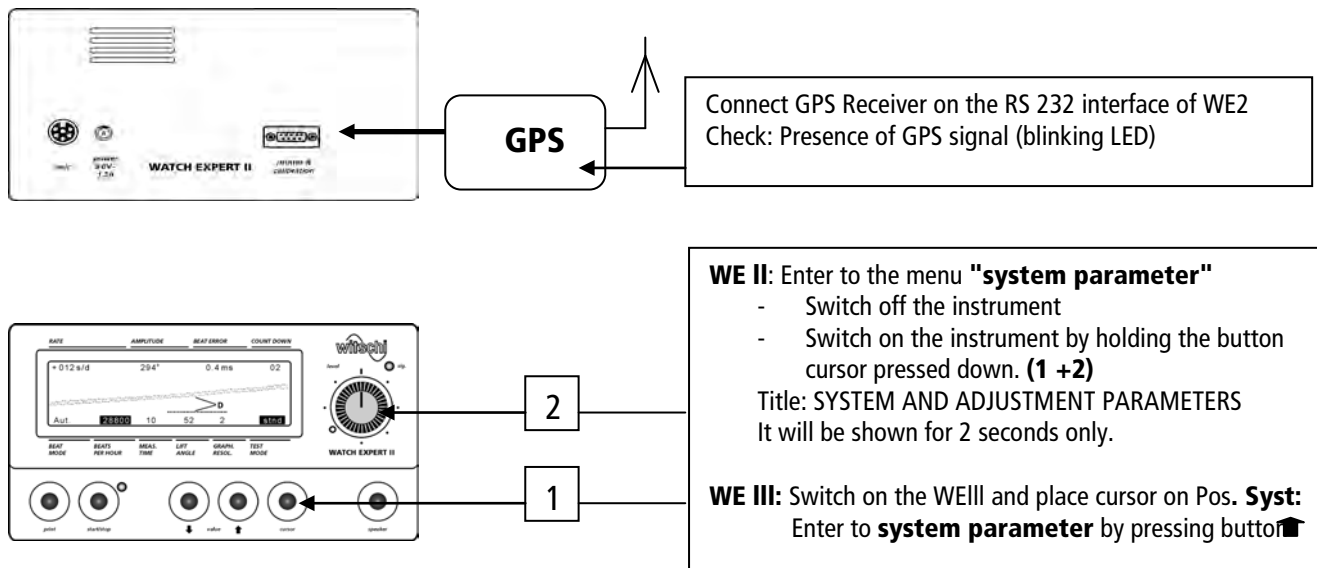 GPS
Connect GPS Receiver on the RS 232 interface of WE2
Check: Presence of GPS signal (blinking LED)
WATCH EXPERT II
WE II: Enter to the menu "system parameter"
- Switch off the instrument
- Switch on the instrument by holding the button
cursor pressed down. (1 +2)
Title: SYSTEM AND ADJUSTMENT PARAMETERS
It will be shown for 2 seconds only.
WE III: Switch on the WEIII and place cursor on Pos. Syst:
Enter to system parameter by pressing button
RATE AMPLITUDE BEAT ERROR COUNT DOWN
witschi
level
+012 s/d 294° 0.4 ms 02
D
Aut. 28800 10 52 2 stnd
BEAT MODE BEATS PER HOUR MEAS. TIME LIFT ANGLE GRAPH. RESOL. TEST MODE
WATCH EXPERT II
print start/stop value cursor speaker
2
1